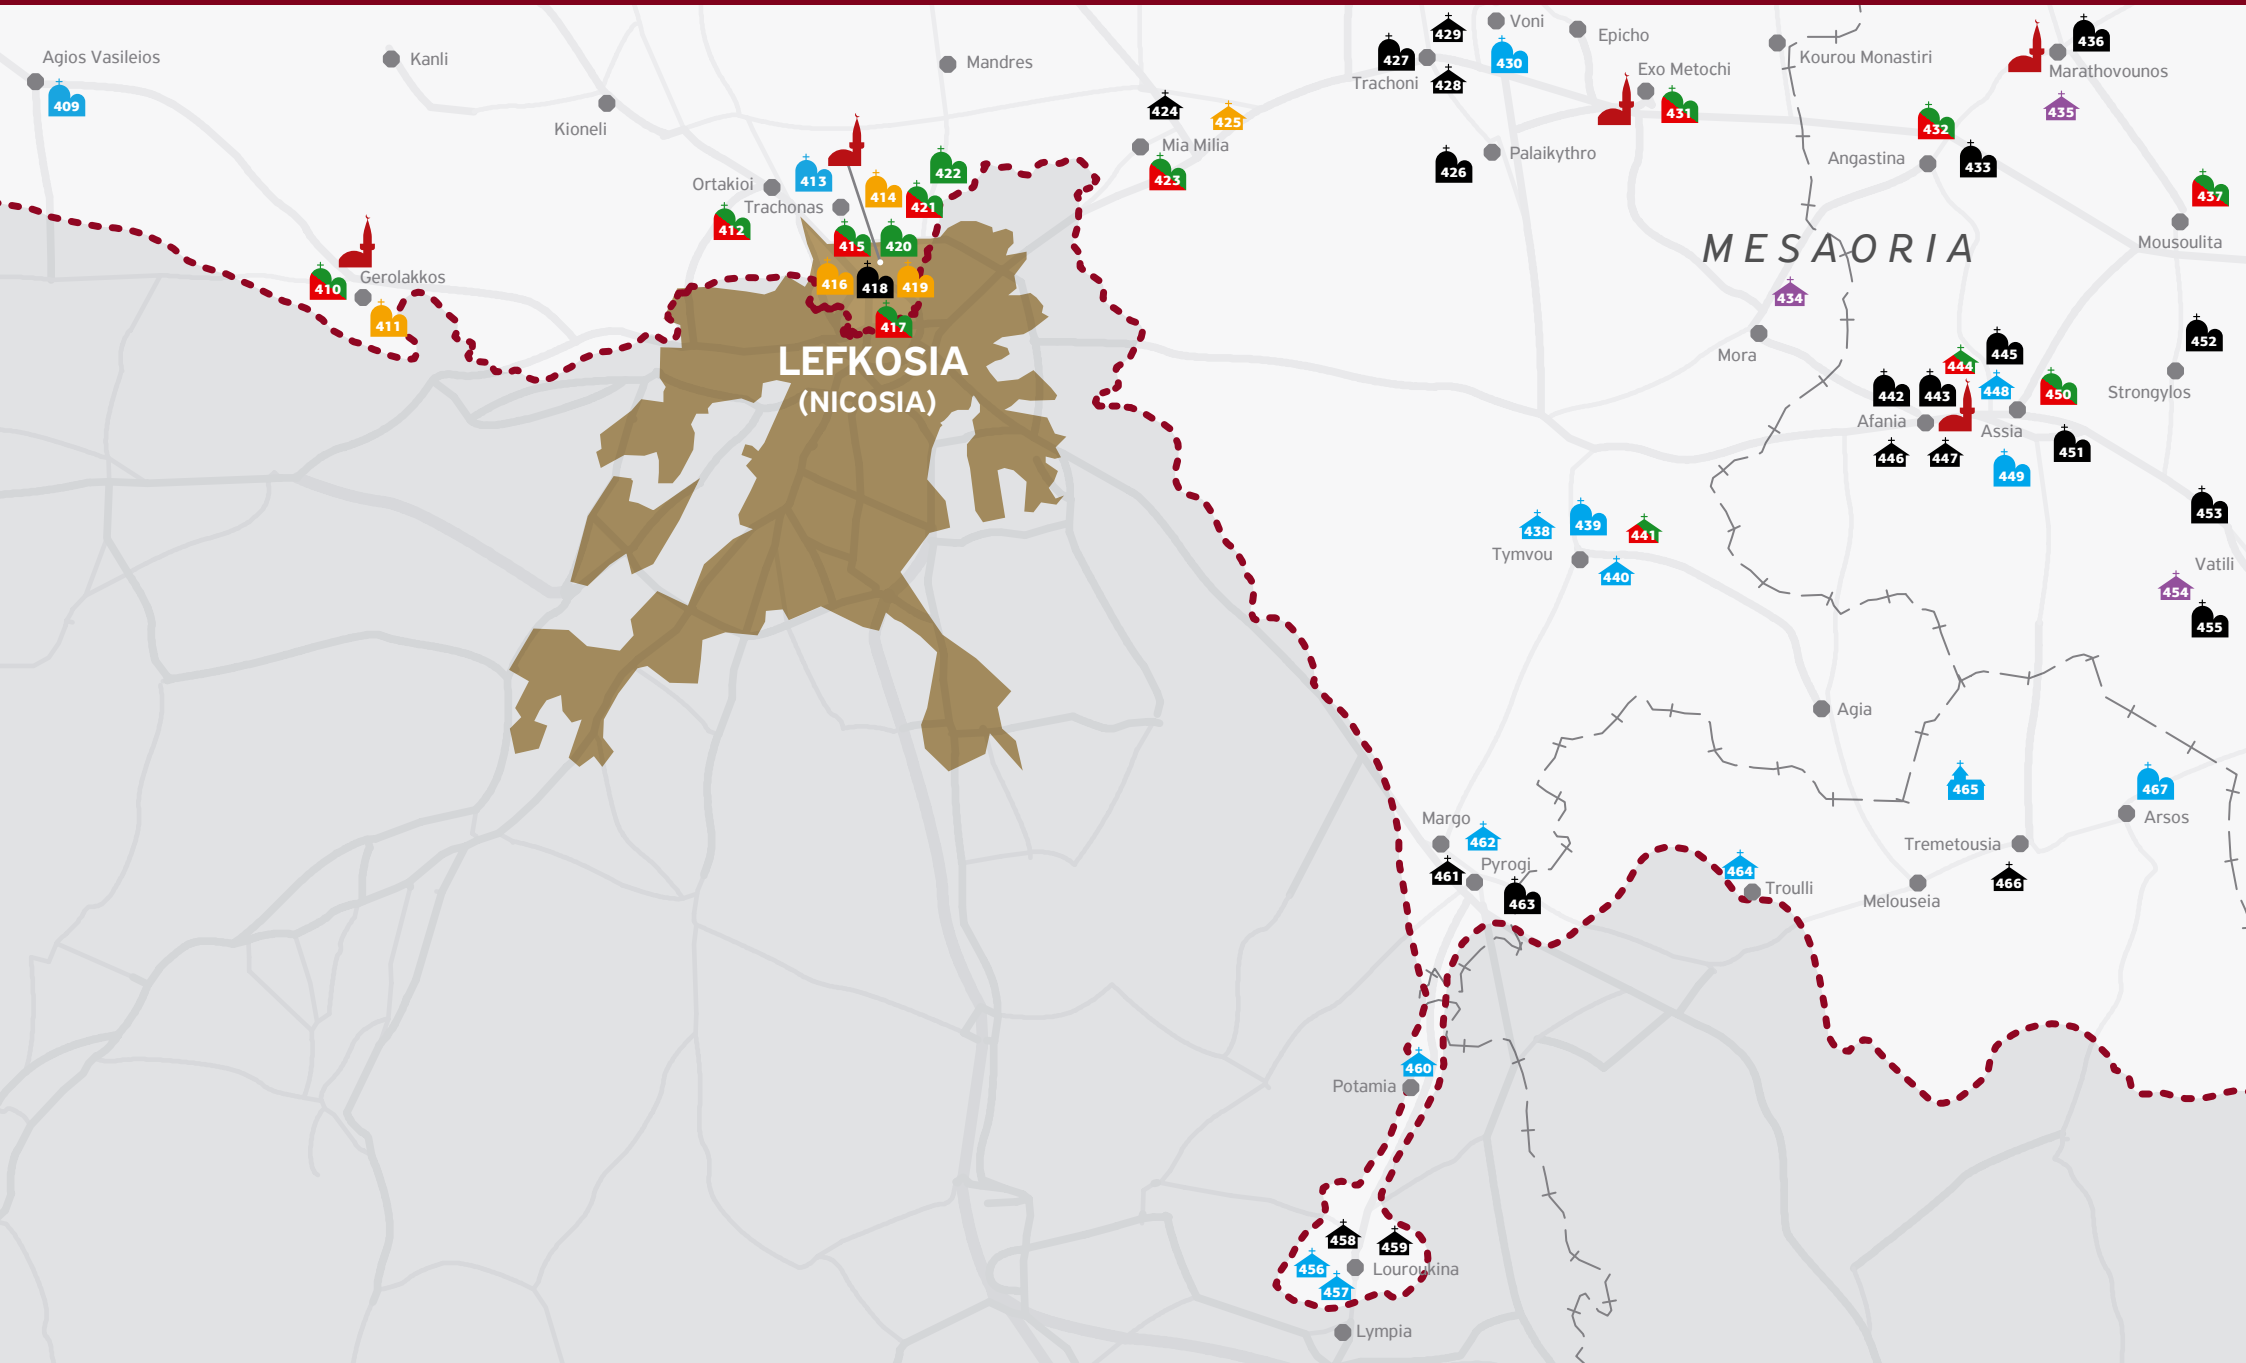 Agios Vasileios
409
Kanli
Kioneli
Mandres
424
425
Mia Milia
423
429
427
Trachoni
428
Voni
430
Epicho
Exo Metochi
431
426
Palaikythro
Kourou Monastiri
436
Marathovounos
435
432
Angastina
433
437
Mousoulita
MESAORIA
434
Mora
Ortakioi
Trachonas
412
413
414
422
421
415
420
416
418
419
417
410
Gerolakkos
411
LEFKOSIA
(NICOSIA)
452
Strongylos
445
444
448
442
443
450
Afania
Assia
446
447
451
449
453
Vatili
454
455
438
439
441
Tymvou
440
Agia
465
467
Arsos
Tremetousia
466
Melouseia
464
Troulli
Margo
462
461
Pyrogi
463
460
Potamia
458
459
456
457
Louroukina
Lympia